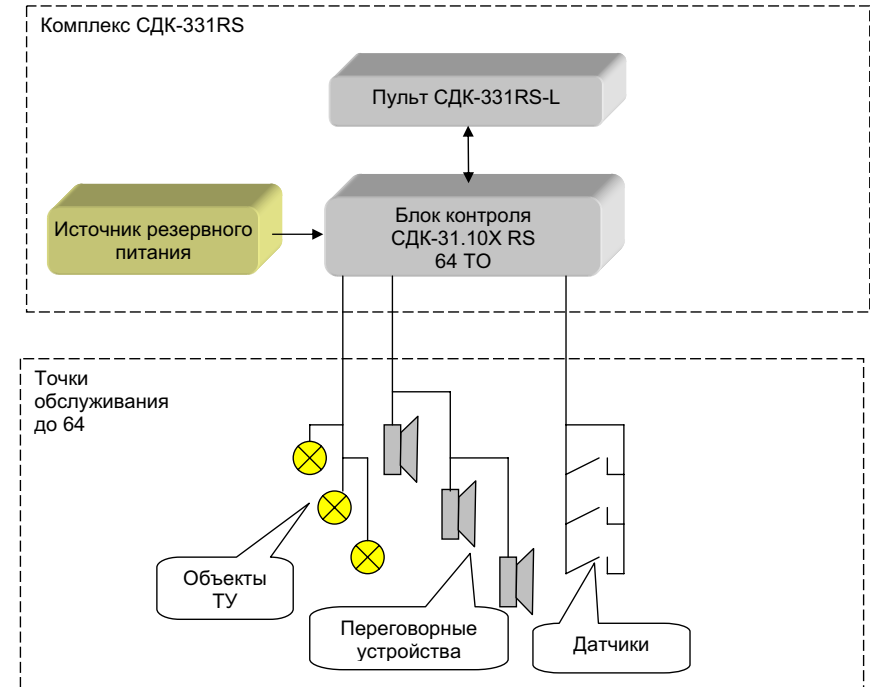 Комплекс СДК-331RS
Пульт СДК-331RS-L
Источник резервного
питания
Блок контроля
СДК-31.10X RS
64 ТО
Точки
обслуживания
до 64
Объекты
ТУ
Переговорные
устройства
Датчики